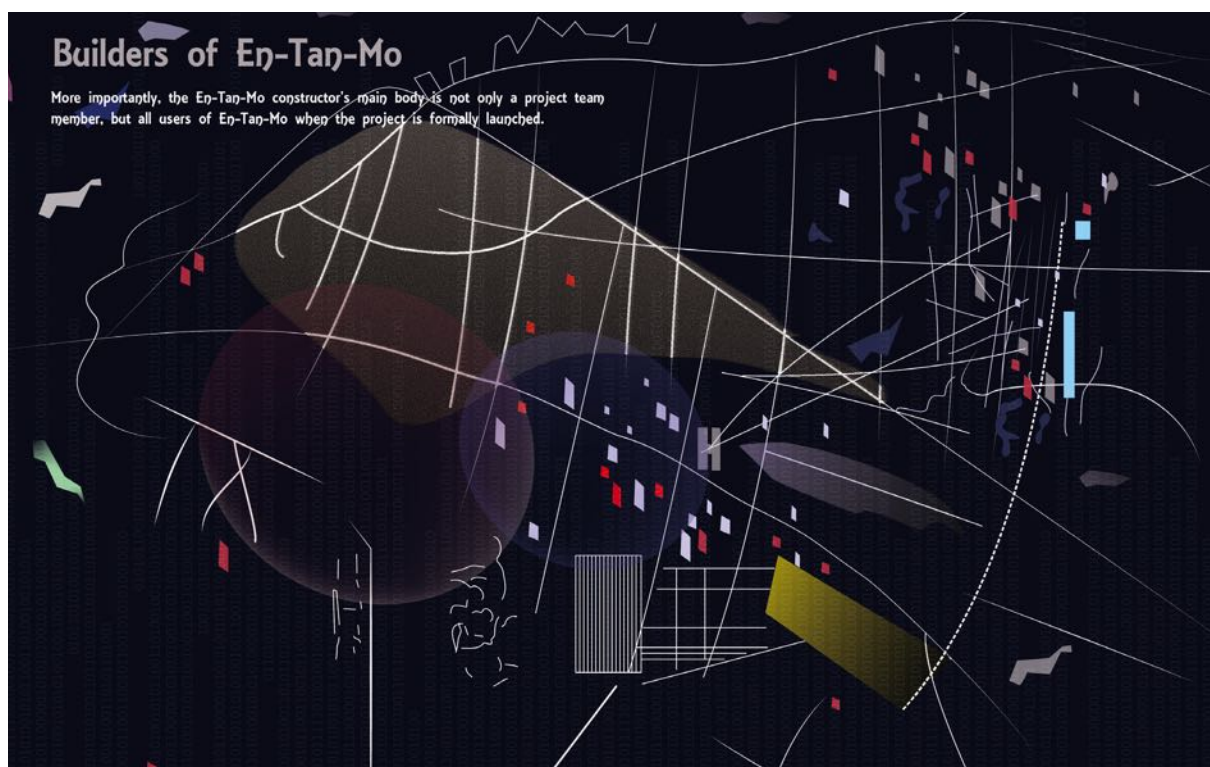 Builders of En-Tan-Mo
More importantly, the En-Tan-Mo constructor's main body is not only a project team
member, but all users of En-Tan-Mo when the project is formally launched.